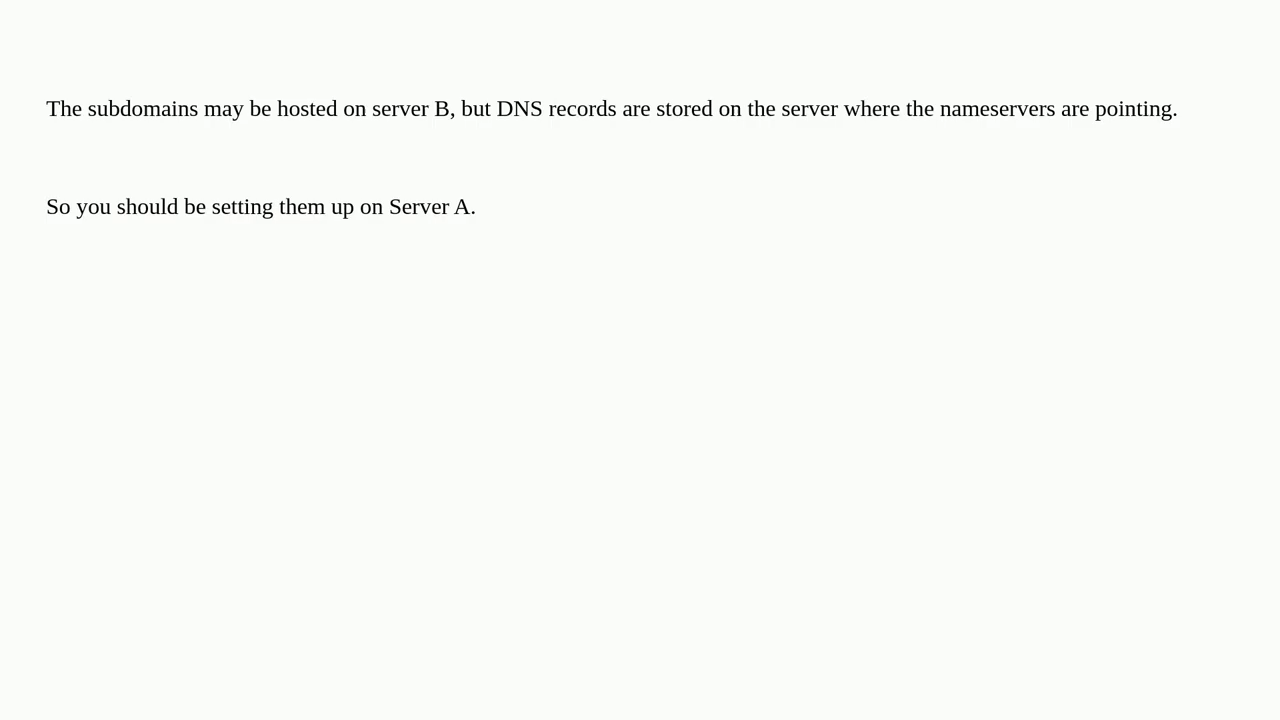 The subdomains may be hosted on server B, but DNS records are stored on the server where the nameservers are pointing.
So you should be setting them up on Server A.